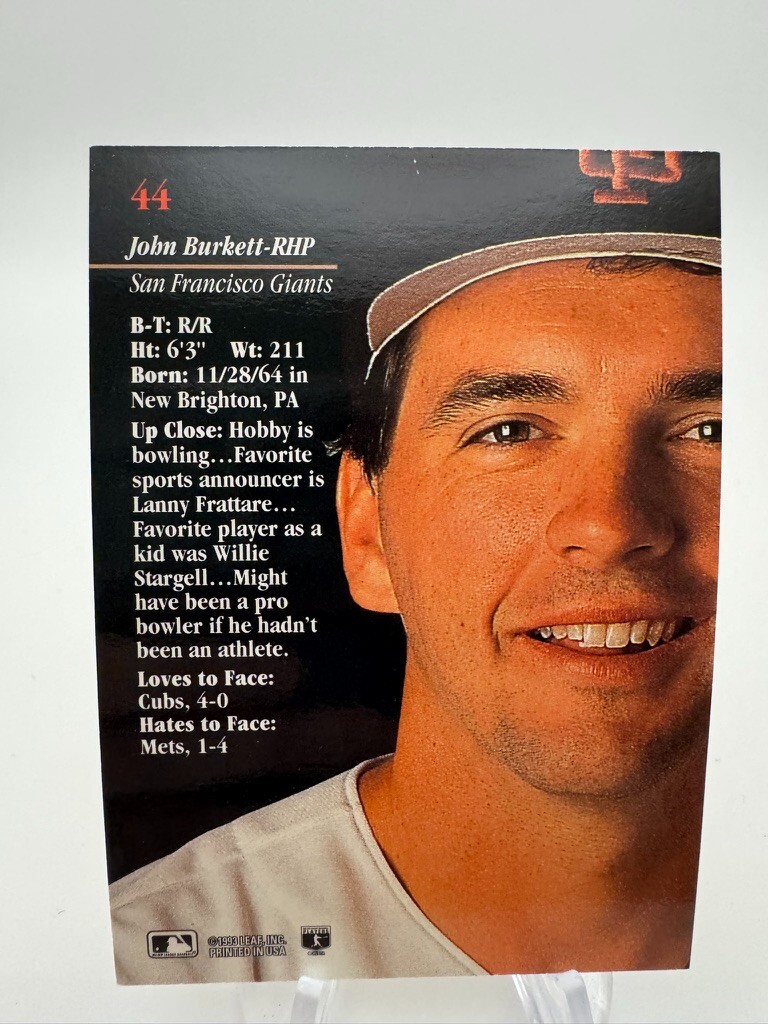 44
SF
John Burkett-RHP
San Francisco Giants
B-T: R/R
Ht: 6'3" Wt: 211
Born: 11/28/64 in
New Brighton, PA
Up Close: Hobby is
bowling...Favorite
sports announcer is
Lanny Frattare...
Favorite player as a
kid was Willie
Stargell...Might
have been a pro
bowler if he hadn't
been an athlete.
Loves to Face:
Cubs, 4-0
Hates to Face:
Mets, 1-4
©1993 LEAF, INC.
PRINTED IN USA
PLAYERS